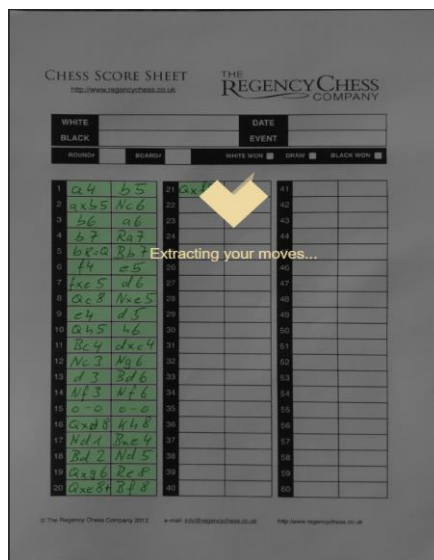 CHESS SCORE SHEET
http://www.regencychess.co.uk
THE
REGENCY CHESS
COMPANY
WHITE DATE
BLACK EVENT
ROUND# BOARD# WHITE WON DRAW BLACK WON
1 a4 b5 21 Qxf 41
2 axb5 Nc6 22 42
3 b6 a6 23 43
4 b7 Ra7 24 44
5 b8=Q Rb7
Extracting your moves...
6 f4 e5 26 46
7 fxe5 d6 27 47
8 Qc8 Nxe5 28 48
9 e4 d5 29 49
10 Qh5 h6 30 50
11 Bc4 dxc4 31 51
12 Nc3 Ng6 32 52
13 d3 Bd6 33 53
14 Nf3 Nf6 34 54
15 0-0 0-0 35 55
16 Qxd8 Kh8 36 56
17 Nd1 37 57
18 Bd2 Nd5 38 58
19 Qxg6 Re8 39 59
20 Qxe8+ Bf8 40 60
© The Regency Chess Company 2012 e-mail info@regencychess.co.uk http://www.regencychess.co.uk